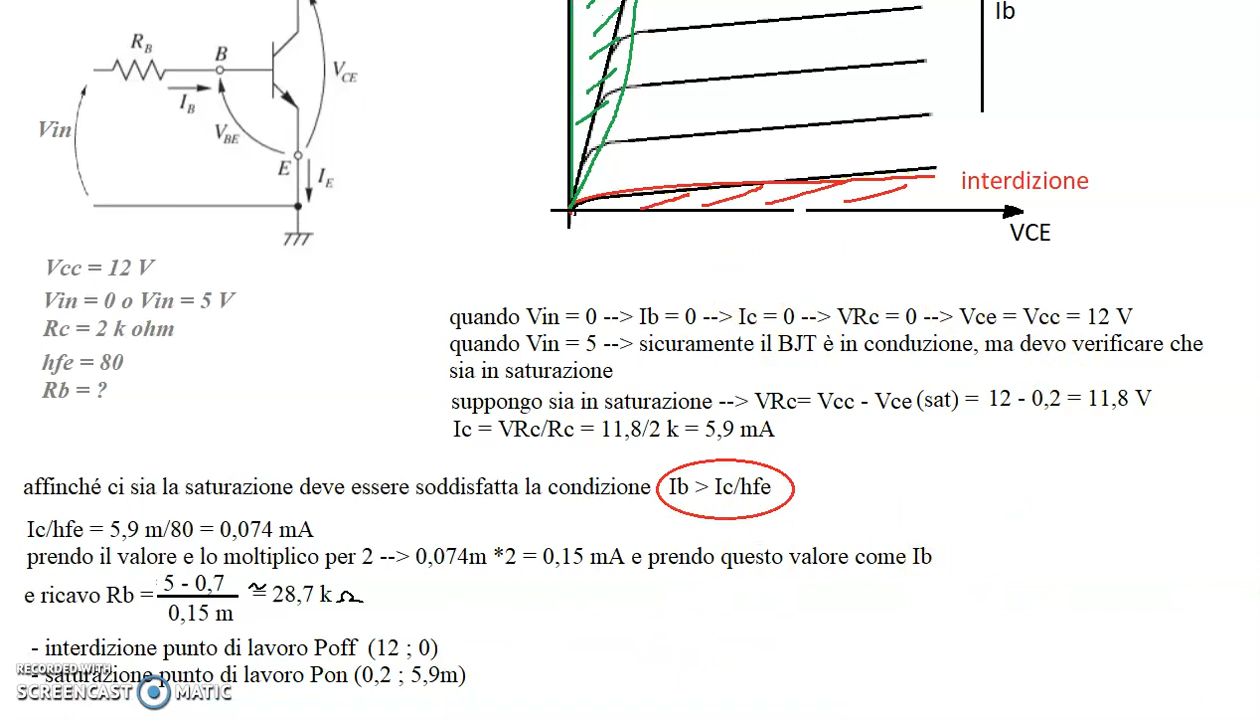 R_B
B
V_CE
I_B
Vin
V_BE
E
I_E
Ib
interdizione
VCE
Vcc = 12 V
Vin = 0 o Vin = 5 V
Rc = 2 k ohm
hfe = 80
Rb = ?
quando Vin = 0 --> Ib = 0 --> Ic = 0 --> VRc = 0 --> Vce = Vcc = 12 V
quando Vin = 5 --> sicuramente il BJT è in conduzione, ma devo verificare che
sia in saturazione
suppongo sia in saturazione --> VRc= Vcc - Vce (sat) = 12 - 0,2 = 11,8 V
Ic = VRc/Rc = 11,8/2 k = 5,9 mA
affinché ci sia la saturazione deve essere soddisfatta la condizione Ib > Ic/hfe
Ic/hfe = 5,9 m/80 = 0,074 mA
prendo il valore e lo moltiplico per 2 --> 0,074m *2 = 0,15 mA e prendo questo valore come Ib
5 - 0,7
e ricavo Rb = ≅ 28,7 k Ω
0,15 m
- interdizione punto di lavoro Poff (12 ; 0)
- saturazione punto di lavoro Pon (0,2 ; 5,9m)
RECORDED WITH
SCREENCAST MATIC